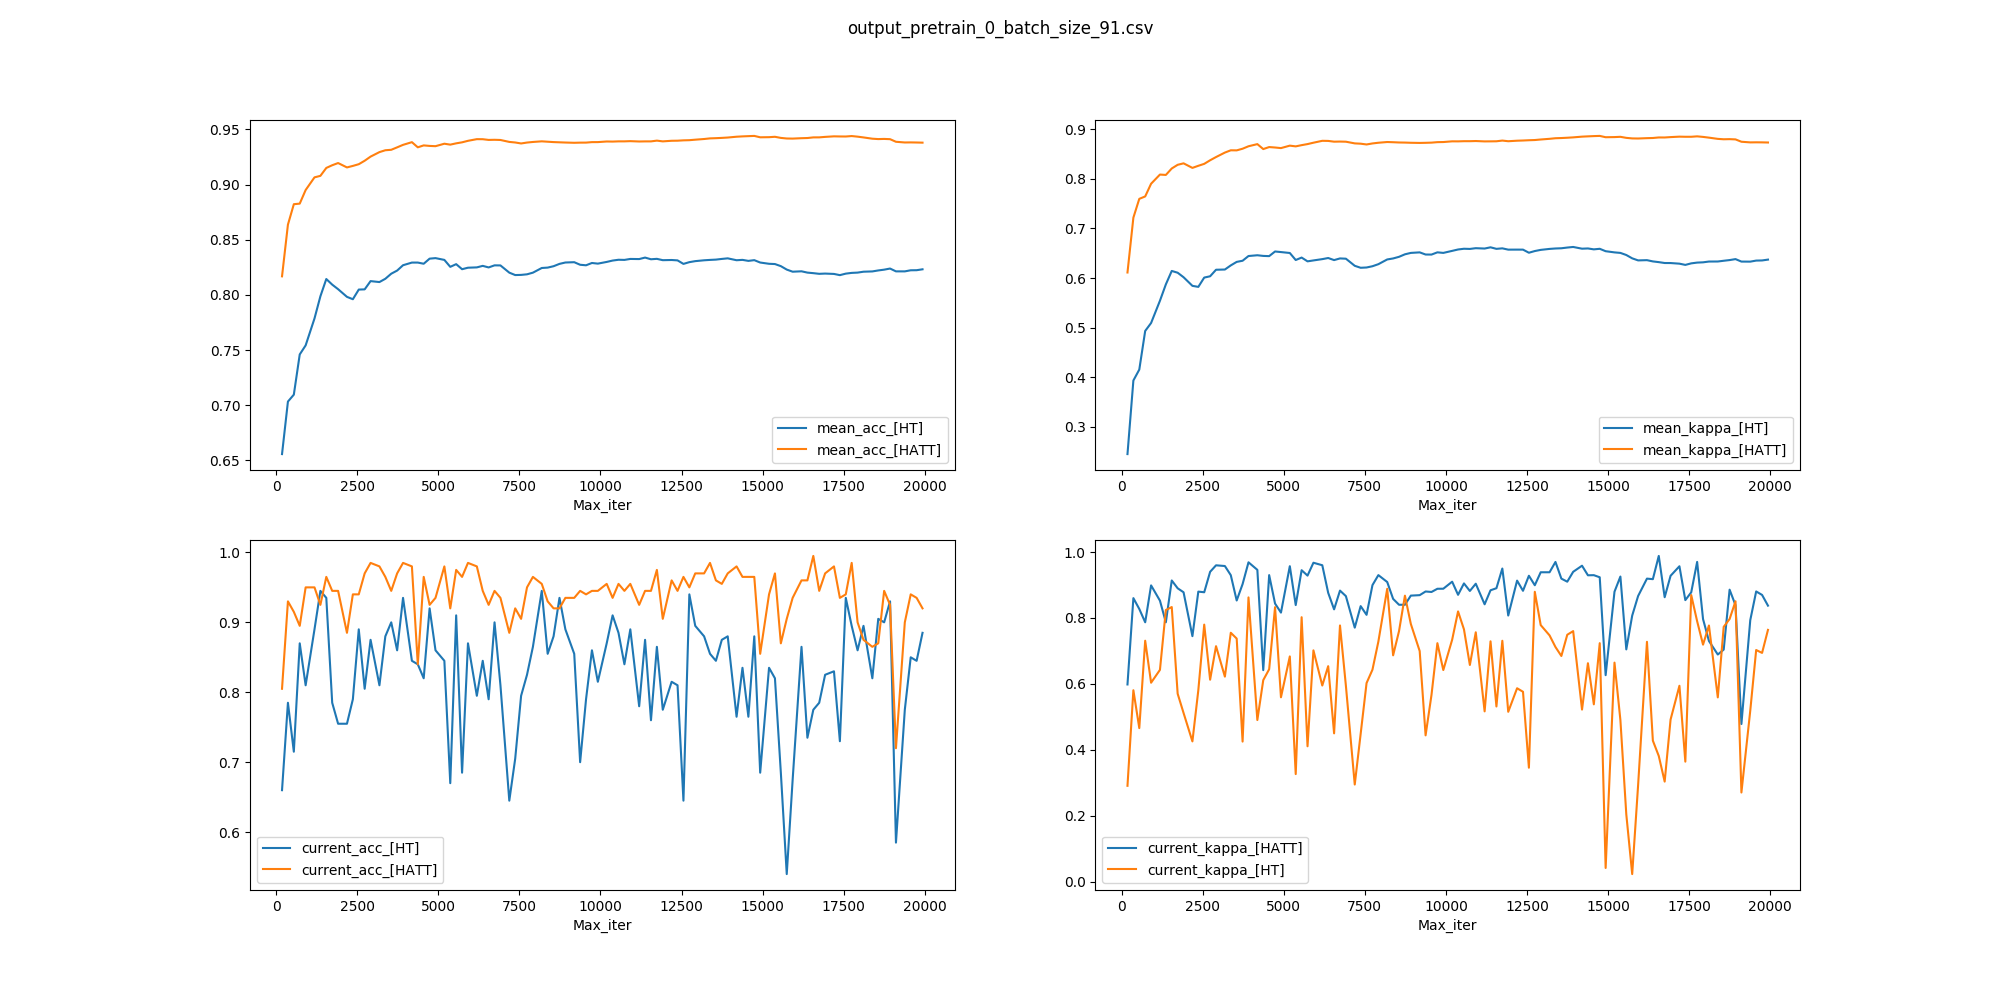 output_pretrain_0_batch_size_91.csv
0.95
0.90
0.85
0.80
0.75
0.70
0.65
mean_acc_[HT]
mean_acc_[HATT]
0 2500 5000 7500 10000 12500 15000 17500 20000
Max_iter
0.9
0.8
0.7
0.6
0.5
0.4
0.3
mean_kappa_[HT]
mean_kappa_[HATT]
0 2500 5000 7500 10000 12500 15000 17500 20000
Max_iter
1.0
0.9
0.8
0.7
0.6
current_acc_[HT]
current_acc_[HATT]
0 2500 5000 7500 10000 12500 15000 17500 20000
Max_iter
1.0
0.8
0.6
0.4
0.2
0.0
current_kappa_[HATT]
current_kappa_[HT]
0 2500 5000 7500 10000 12500 15000 17500 20000
Max_iter